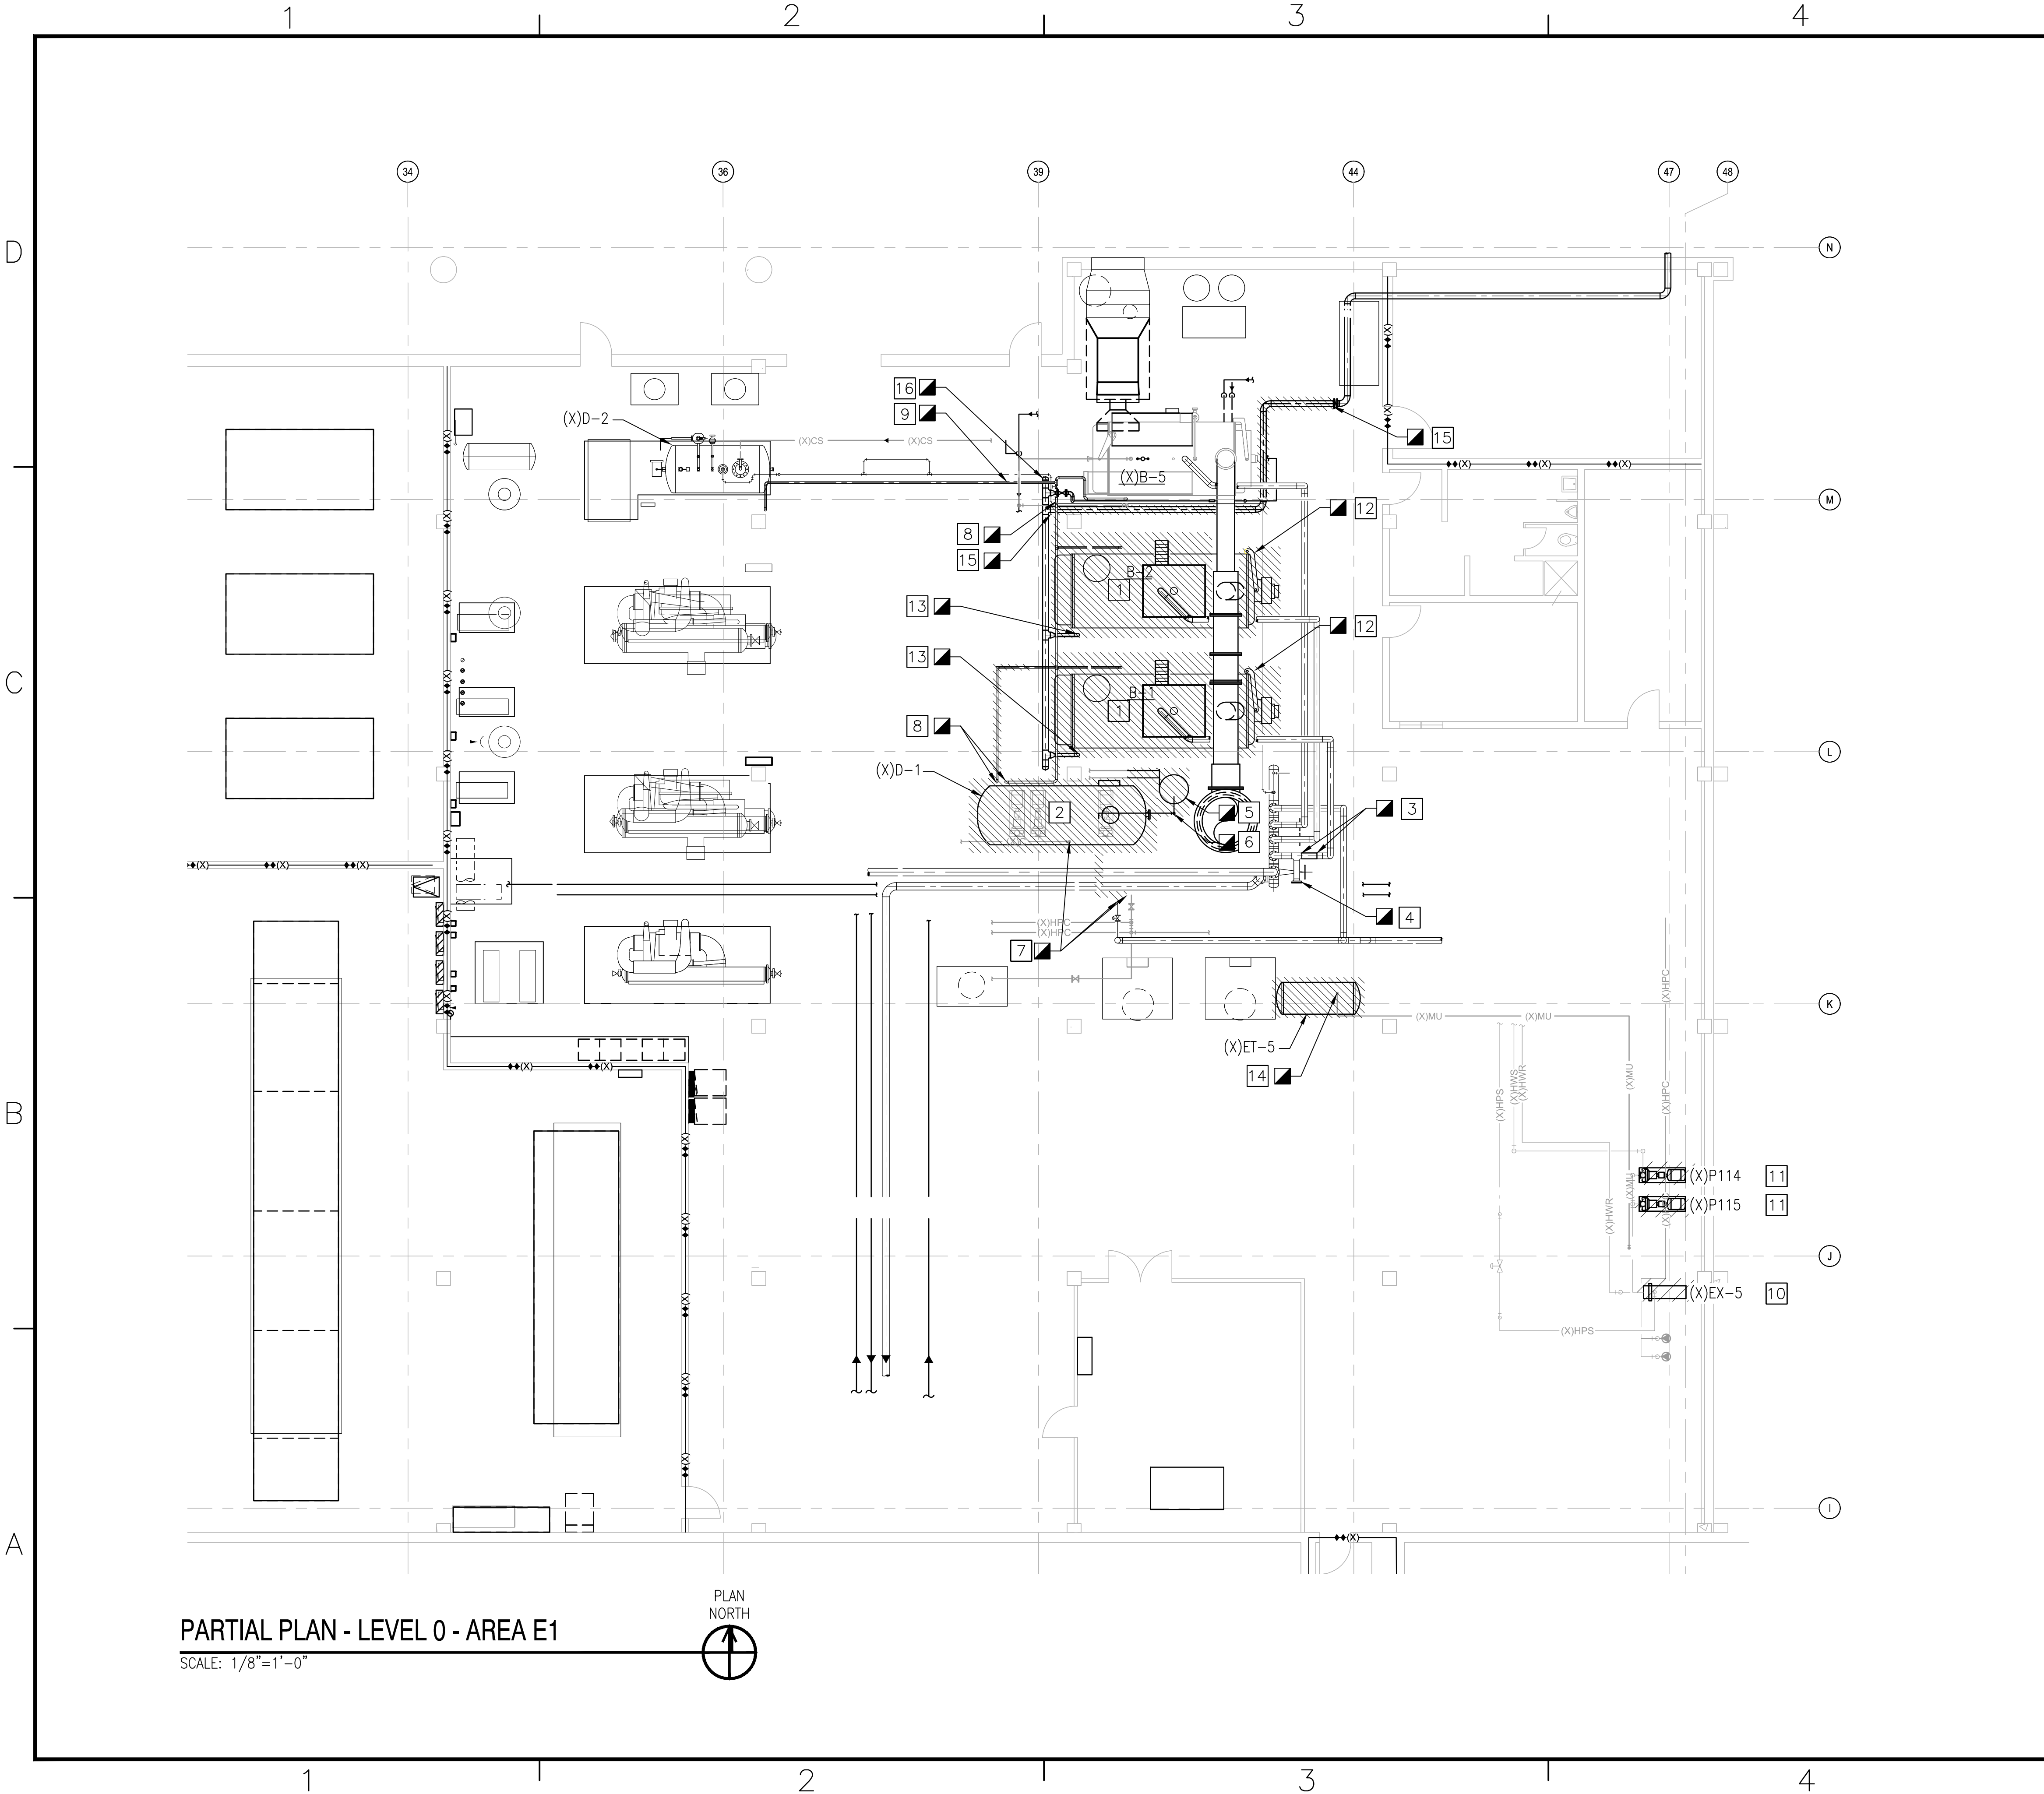 1 2 3 4
34 36 39 44 47 48
D
N
16
9
(X)D-2
(X)CS (X)CS
15
(X)
(X)
(X)
(X)B-5
(X) (X) (X)
M
12
8
15
(X)
B-2
1
13
(X)
12
13
C
(X)
B-1
1
8
L
(X)
(X)D-1
2
5
3
6
(X)
(X) (X) (X)
4
(X)
(X)HPC
(X)HPC
7
(X)HPC
(X)
K
(X)MU (X)MU
(X)ET-5
14
(X) (X)
(X)HPS
(X)HWS
(X)HWR
(X)MU
(X)HPC
B
(X)
(X)P114 11
(X)MU
(X)P115 11
(X)HWR
(X)
J
(X)EX-5 10
(X)
(X)HPS
(X)
(X)
I
(X)
A
PLAN
NORTH
PARTIAL PLAN - LEVEL 0 - AREA E1
SCALE: 1/8"=1'-0"
1 2 3 4